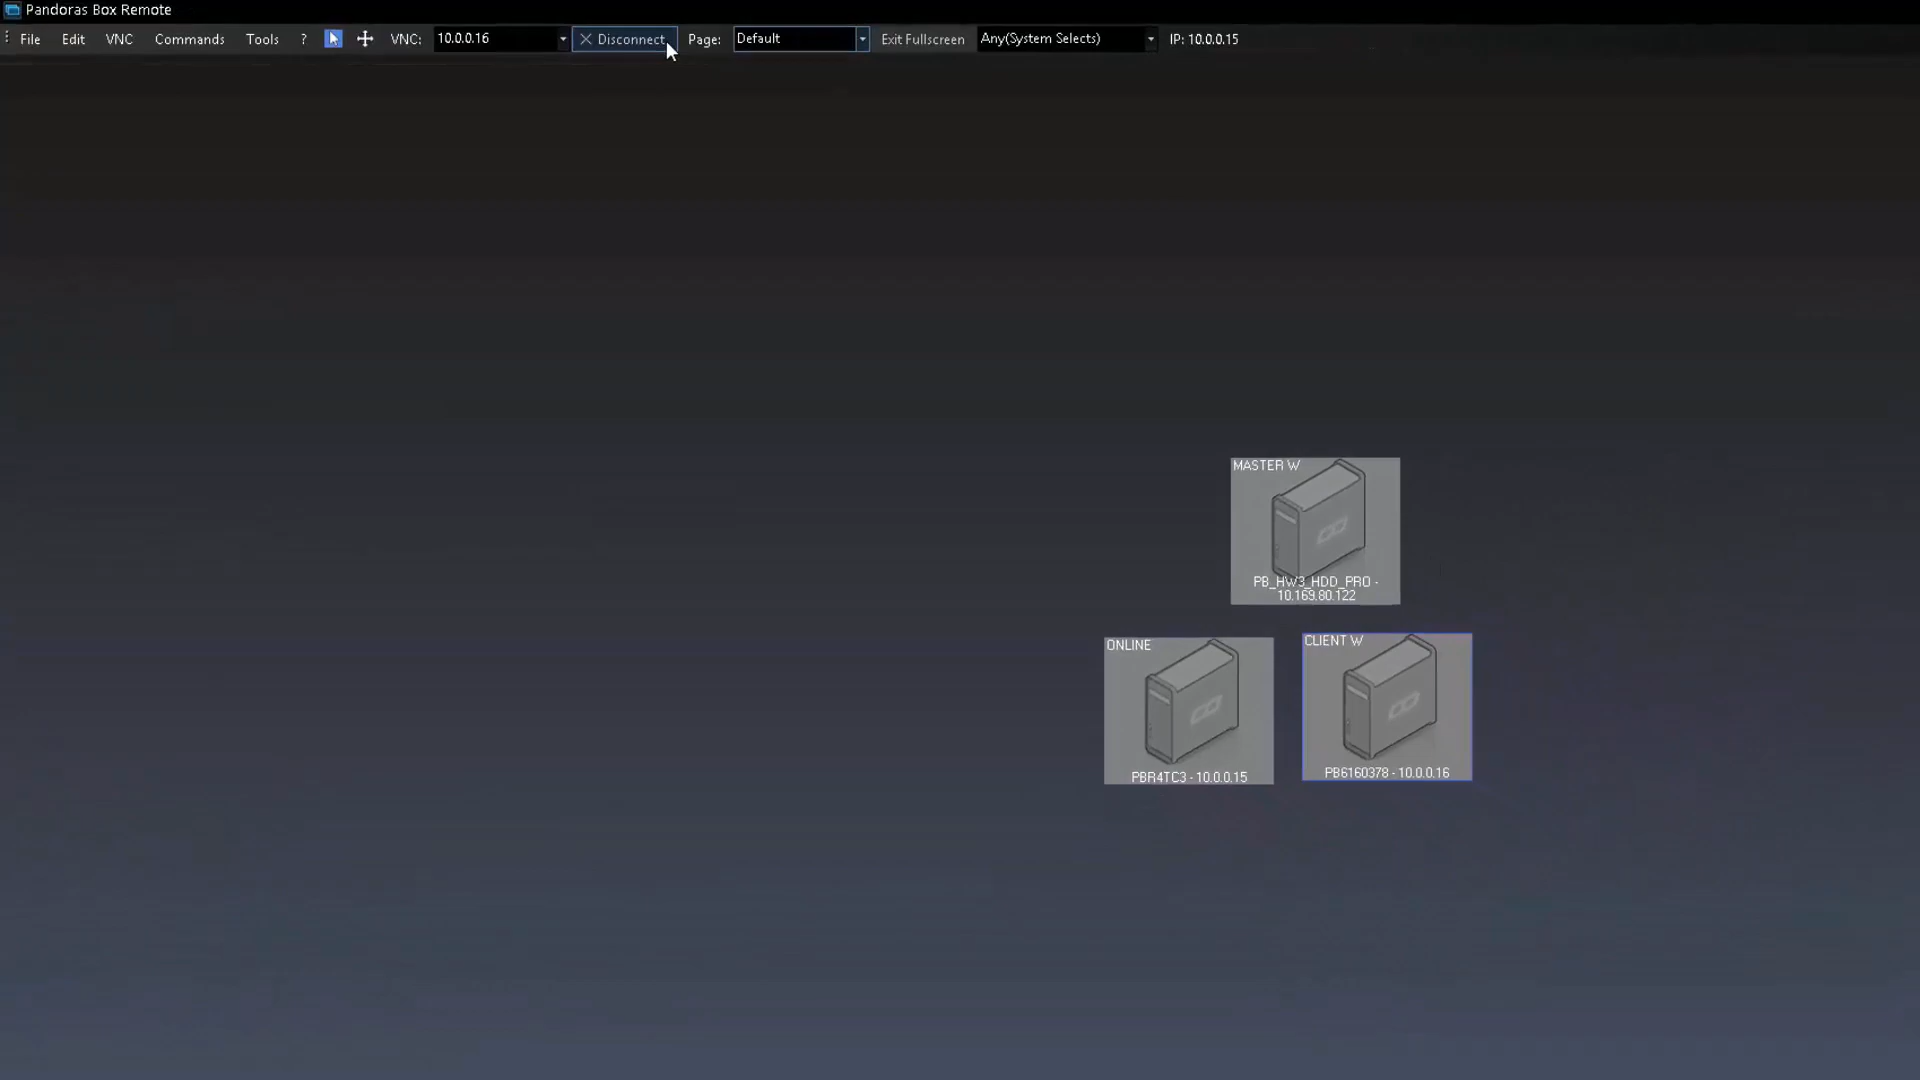 Pandoras Box Remote
File Edit VNC Commands Tools ? VNC: 10.0.0.16 Disconnect Page: Default Exit Fullscreen Any(System Selects) IP: 10.0.0.15
MASTER W
PB_HW3_HDD_PRO -
10.169.80.122
ONLINE
PBR4TC3 - 10.0.0.15
CLIENT W
PB6160378 - 10.0.0.16